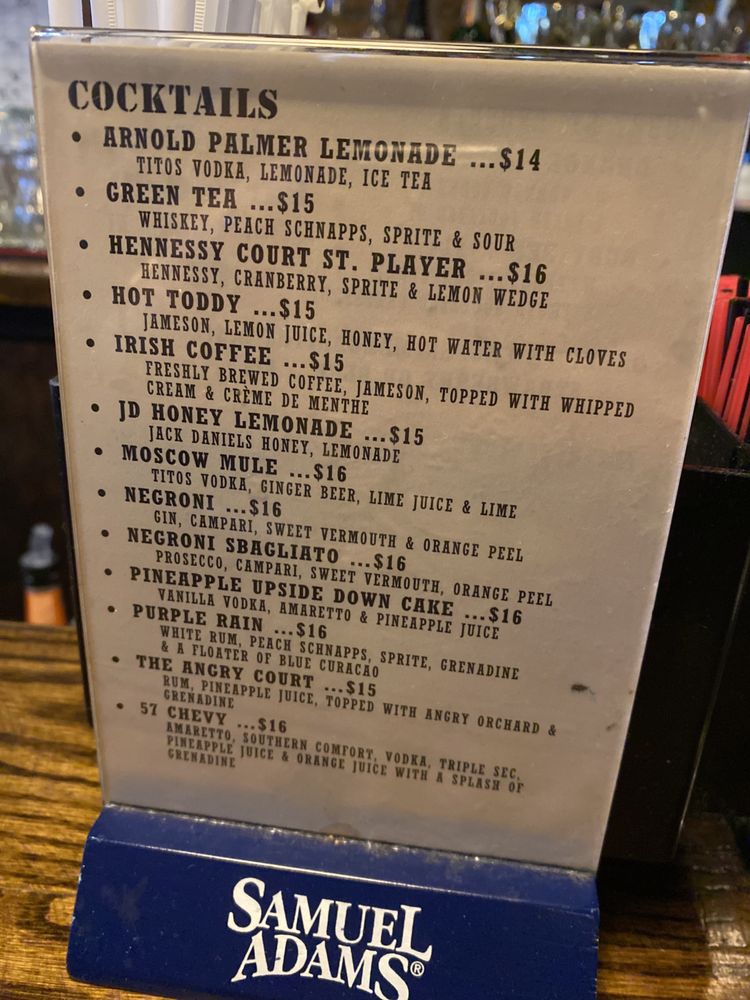 COCKTAILS
• ARNOLD PALMER LEMONADE ...$14
TITOS VODKA, LEMONADE, ICE TEA
• GREEN TEA ...$15
WHISKEY, PEACH SCHNAPPS, SPRITE & SOUR
• HENNESSY COURT ST. PLAYER ...$16
HENNESSY, CRANBERRY, SPRITE & LEMON WEDGE
• HOT TODDY ...$15
JAMESON, LEMON JUICE, HONEY, HOT WATER WITH CLOVES
• IRISH COFFEE ...$15
FRESHLY BREWED COFFEE, JAMESON, TOPPED WITH WHIPPED
CREAM & CRÈME DE MENTHE
• JD HONEY LEMONADE ...$15
JACK DANIELS HONEY, LEMONADE
• MOSCOW MULE ...$16
TITOS VODKA, GINGER BEER, LIME JUICE & LIME
• NEGRONI ...$16
GIN, CAMPARI, SWEET VERMOUTH & ORANGE PEEL
• NEGRONI SBAGLIATO ...$16
PROSECCO, CAMPARI, SWEET VERMOUTH, ORANGE PEEL
• PINEAPPLE UPSIDE DOWN CAKE ...$16
VANILLA VODKA, AMARETTO & PINEAPPLE JUICE
• PURPLE RAIN ...$16
WHITE RUM, PEACH SCHNAPPS, SPRITE, GRENADINE
& A FLOATER OF BLUE CURACAO
• THE ANGRY COURT ...$15
RUM, PINEAPPLE JUICE, TOPPED WITH ANGRY ORCHARD &
GRENADINE
• 57 CHEVY ...$16
AMARETTO, SOUTHERN COMFORT, VODKA, TRIPLE SEC,
PINEAPPLE JUICE & ORANGE JUICE WITH A SPLASH OF
GRENADINE
SAMUEL
ADAMS®